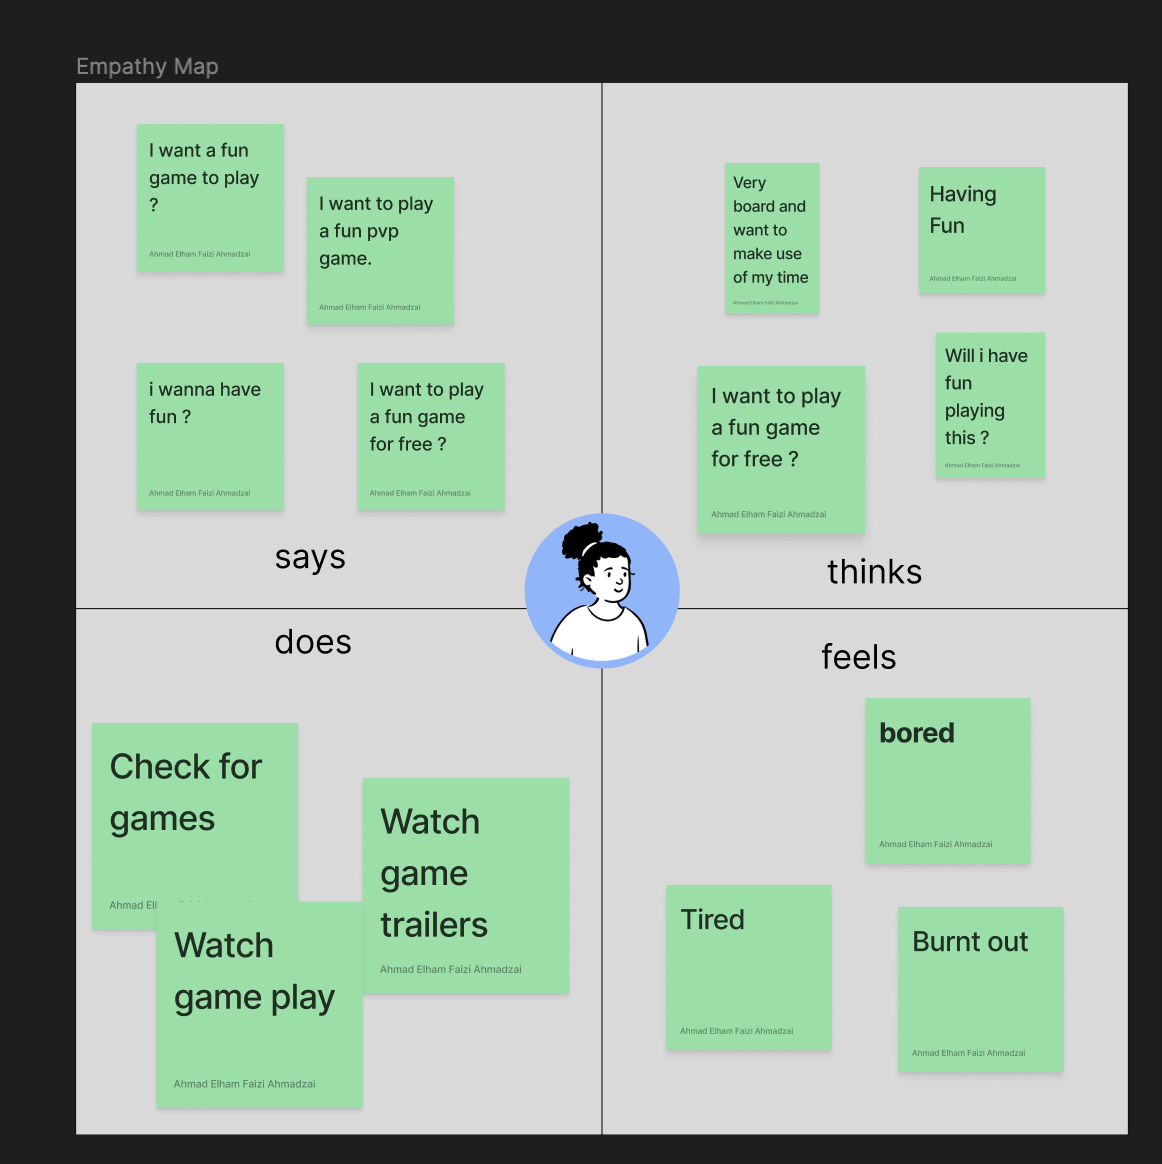 Empathy Map
I want a fun
game to play
?
Ahmad Elham Faizi Ahmadzai
I want to play
a fun pvp
game.
Ahmad Elham Faizi Ahmadzai
i wanna have
fun ?
Ahmad Elham Faizi Ahmadzai
I want to play
a fun game
for free ?
Ahmad Elham Faizi Ahmadzai
says
Very
board and
want to
make use
of my time
Ahmad Elham Faizi Ahmadzai
Having
Fun
Ahmad Elham Faizi Ahmadzai
I want to play
a fun game
for free ?
Ahmad Elham Faizi Ahmadzai
Will i have
fun
playing
this ?
Ahmad Elham Faizi Ahmadzai
thinks
does
Check for
games
Ahmad
Watch
game
trailers
Ahmad Elham Faizi Ahmadzai
Watch
game play
Ahmad Elham Faizi Ahmadzai
feels
bored
Ahmad Elham Faizi Ahmadzai
Tired
Ahmad Elham Faizi Ahmadzai
Burnt out
Ahmad Elham Faizi Ahmadzai